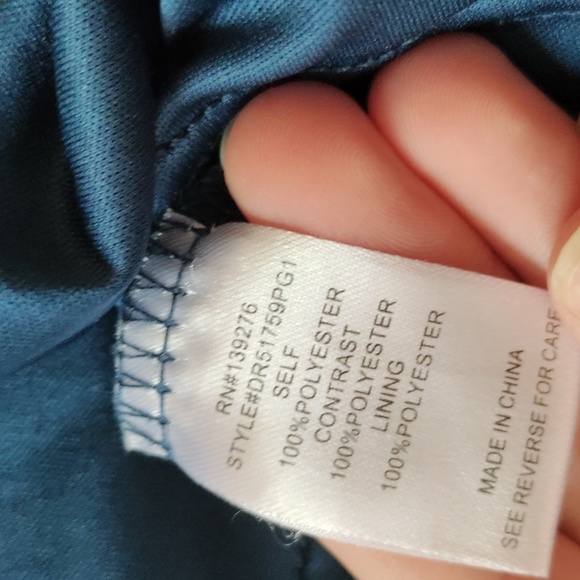 RN#139276
STYLE#DR51759PG1
SELF
100%POLYESTER
CONTRAST
100%POLYESTER
LINING
100%POLYESTER
MADE IN CHINA
SEE REVERSE FOR CARE